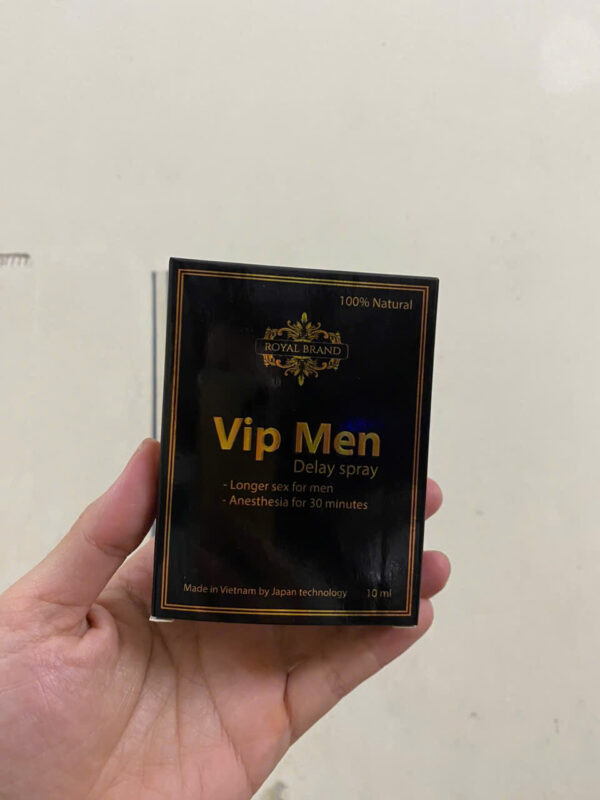 100% Natural
ROYAL BRAND
Vip Men
Delay spray
- Longer sex for men
- Anesthesia for 30 minutes
Made in Vietnam by Japan technology 10 ml